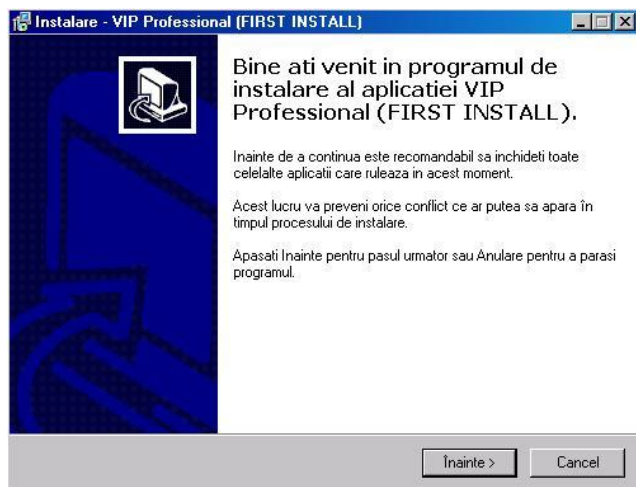 Instalare - VIP Professional (FIRST INSTALL)
Bine ati venit in programul de
instalare al aplicatiei VIP
Professional (FIRST INSTALL).
Inainte de a continua este recomandabil sa inchideti toate
celelalte aplicatii care ruleaza in acest moment.
Acest lucru va preveni orice conflict ce ar putea sa apara în
timpul procesului de instalare.
Apasati Inainte pentru pasul urmator sau Anulare pentru a parasi
programul.
Înainte >
Cancel